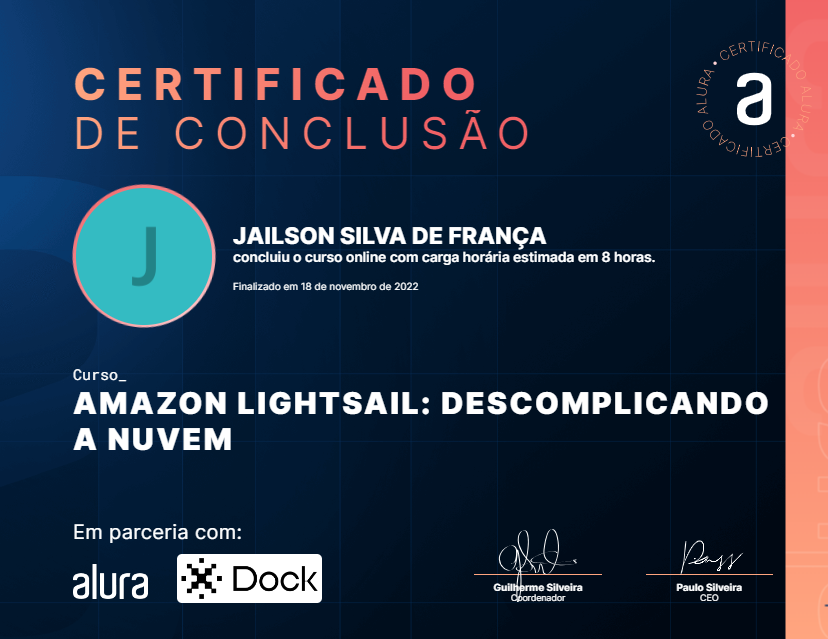 CERTIFICADO
DE CONCLUSÃO
CERTIFICADO ALURA • CERTIFICADO ALURA • CERTIFICADO ALURA •
a
J
JAILSON SILVA DE FRANÇA
concluiu o curso online com carga horária estimada em 8 horas.
Finalizado em 18 de novembro de 2022
Curso_
AMAZON LIGHTSAIL: DESCOMPLICANDO
A NUVEM
Em parceria com:
alura
Dock
Guilherme Silveira
Coordenador
Paulo Silveira
CEO